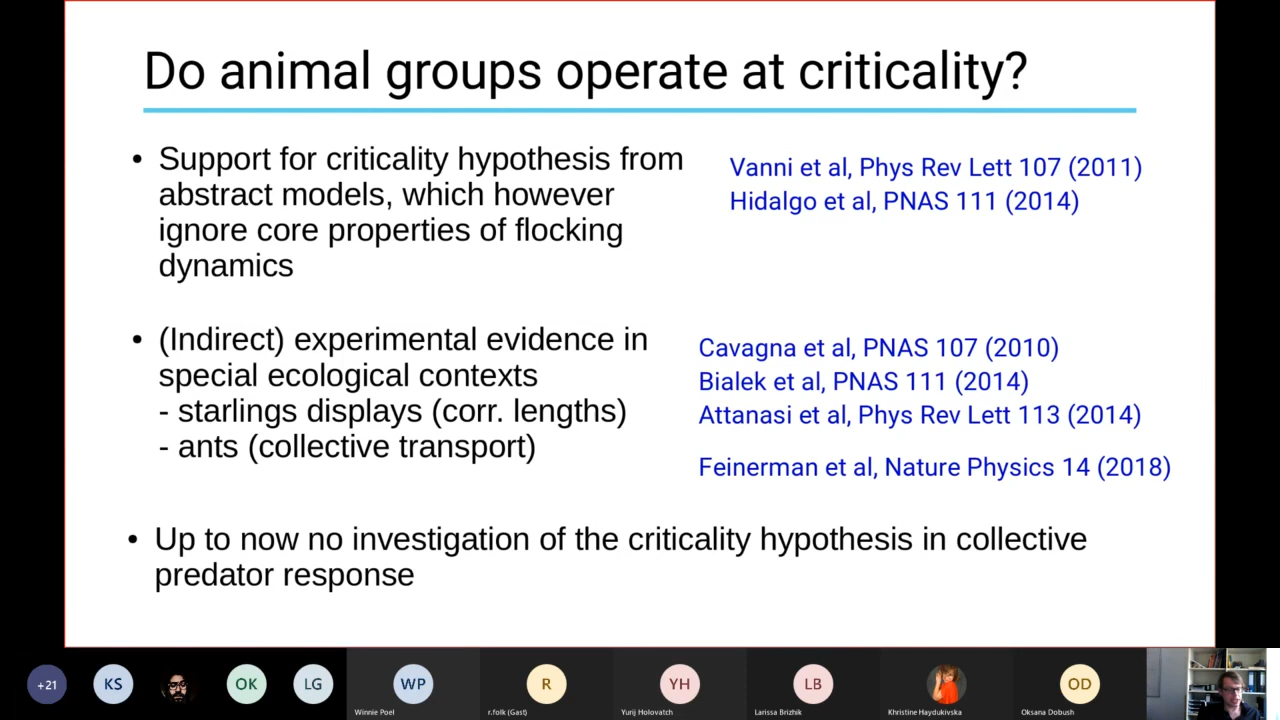 Do animal groups operate at criticality?
• Support for criticality hypothesis from
abstract models, which however
ignore core properties of flocking
dynamics
Vanni et al, Phys Rev Lett 107 (2011)
Hidalgo et al, PNAS 111 (2014)
• (Indirect) experimental evidence in
special ecological contexts
- starlings displays (corr. lengths)
- ants (collective transport)
Cavagna et al, PNAS 107 (2010)
Bialek et al, PNAS 111 (2014)
Attanasi et al, Phys Rev Lett 113 (2014)
Feinerman et al, Nature Physics 14 (2018)
• Up to now no investigation of the criticality hypothesis in collective
predator response
+21
KS
OK
LG
WP
Winnie Poel
R
r.folk (Gast)
YH
Yurij Holovatch
LB
Larissa Brizhik
Khristine Haydukivska
OD
Oksana Dobush